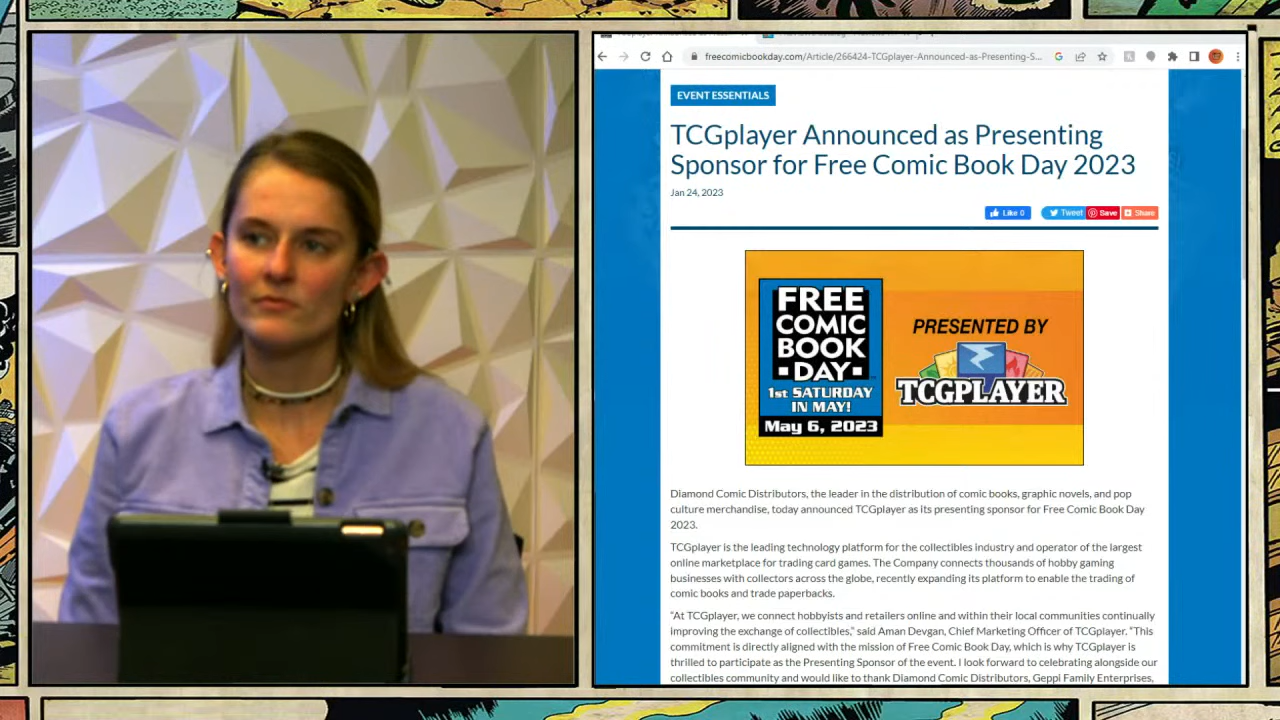 freecomicbookday.com/Article/266424-TCGplayer-Announced-as-Presenting-S...
EVENT ESSENTIALS
TCGplayer Announced as Presenting
Sponsor for Free Comic Book Day 2023
Jan 24, 2023
Like 0
Tweet
Save
Share
FREE
COMIC
BOOK
DAY
1st SATURDAY
IN MAY!
May 6, 2023
PRESENTED BY
TCGPLAYER
Diamond Comic Distributors, the leader in the distribution of comic books, graphic novels, and pop
culture merchandise, today announced TCGplayer as its presenting sponsor for Free Comic Book Day
2023.
TCGplayer is the leading technology platform for the collectibles industry and operator of the largest
online marketplace for trading card games. The Company connects thousands of hobby gaming
businesses with collectors across the globe, recently expanding its platform to enable the trading of
comic books and trade paperbacks.
“At TCGplayer, we connect hobbyists and retailers online and within their local communities continually
improving the exchange of collectibles,” said Aman Devgan, Chief Marketing Officer of TCGplayer. “This
commitment is directly aligned with the mission of Free Comic Book Day, which is why TCGplayer is
thrilled to participate as the Presenting Sponsor of the event. I look forward to celebrating alongside our
collectibles community and would like to thank Diamond Comic Distributors, Geppi Family Enterprises,